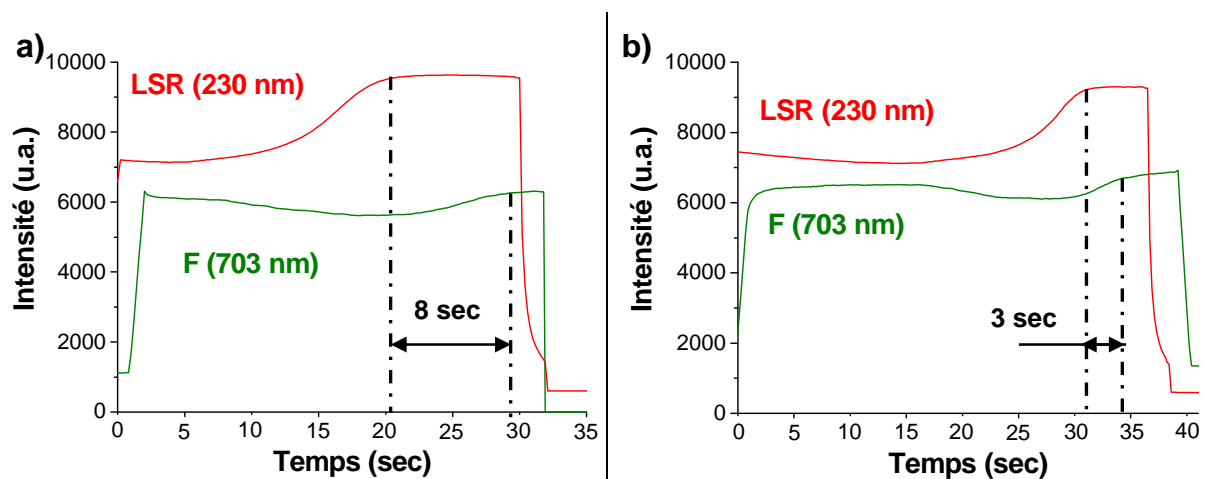 a)
10000
8000
6000
4000
2000
0
Intensité (u.a.)
LSR (230 nm)
F (703 nm)
8 sec
0 5 10 15 20 25 30 35
Temps (sec)
b)
10000
8000
6000
4000
2000
0
Intensité (u.a.)
LSR (230 nm)
F (703 nm)
3 sec
0 5 10 15 20 25 30 35 40
Temps (sec)